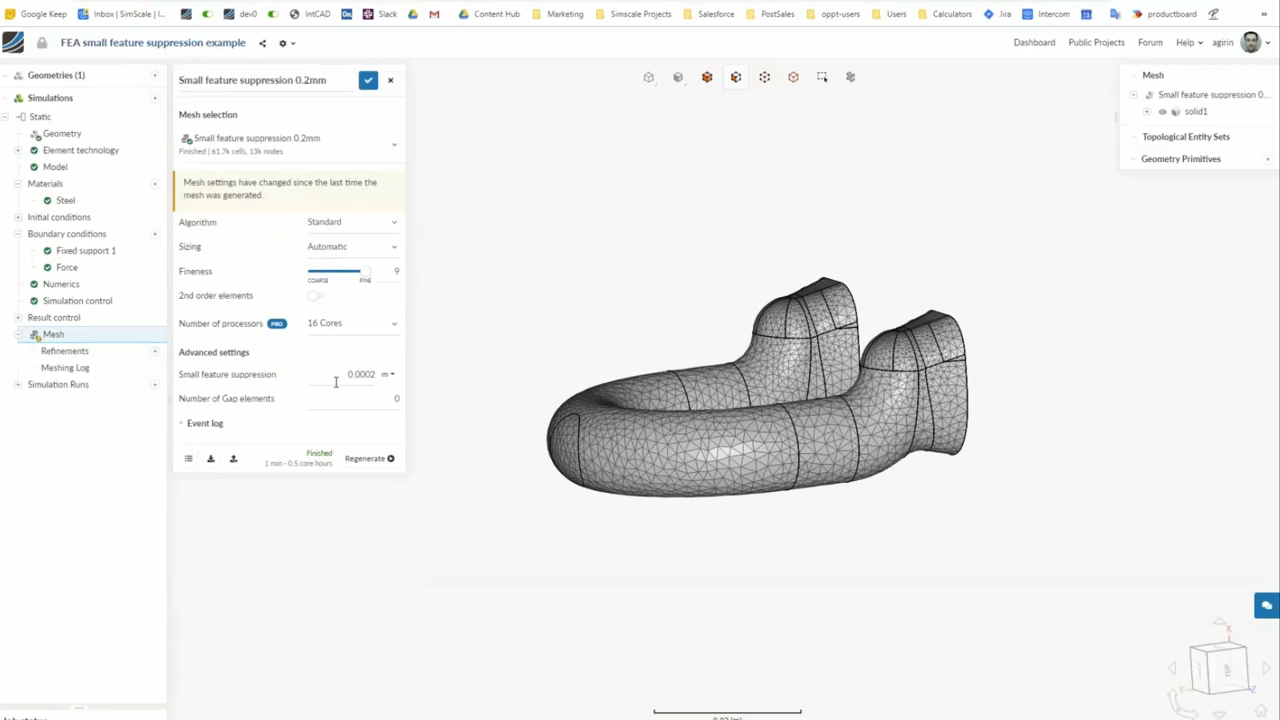 Google Keep Inbox | SimScale | I... dev0 IntCAD On Slack M Content Hub Marketing Simscale Projects Salesforce PostSales oppt-users Users Calculators Jira Intercom 13 productboard »
FEA small feature suppression example
Dashboard Public Projects Forum Help agirin
Geometries (1)
Simulations
Static
Geometry
Element technology
Model
Materials
Steel
Initial conditions
Boundary conditions
Fixed support 1
Force
Numerics
Simulation control
Result control
Mesh
Refinements
Meshing Log
Simulation Runs
Small feature suppression 0.2mm
Mesh selection
Small feature suppression 0.2mm
Finished | 61.7k cells, 13k nodes
Mesh settings have changed since the last time the
mesh was generated.
Algorithm Standard
Sizing Automatic
Fineness 9
COARSE FINE
2nd order elements
Number of processors PRO 16 Cores
Advanced settings
Small feature suppression 0.0002 m
Number of Gap elements 0
Event log
Finished
1 min - 0.5 core hours
Regenerate
Mesh
Small feature suppression 0...
solid1
Topological Entity Sets
Geometry Primitives
X
Y
Z